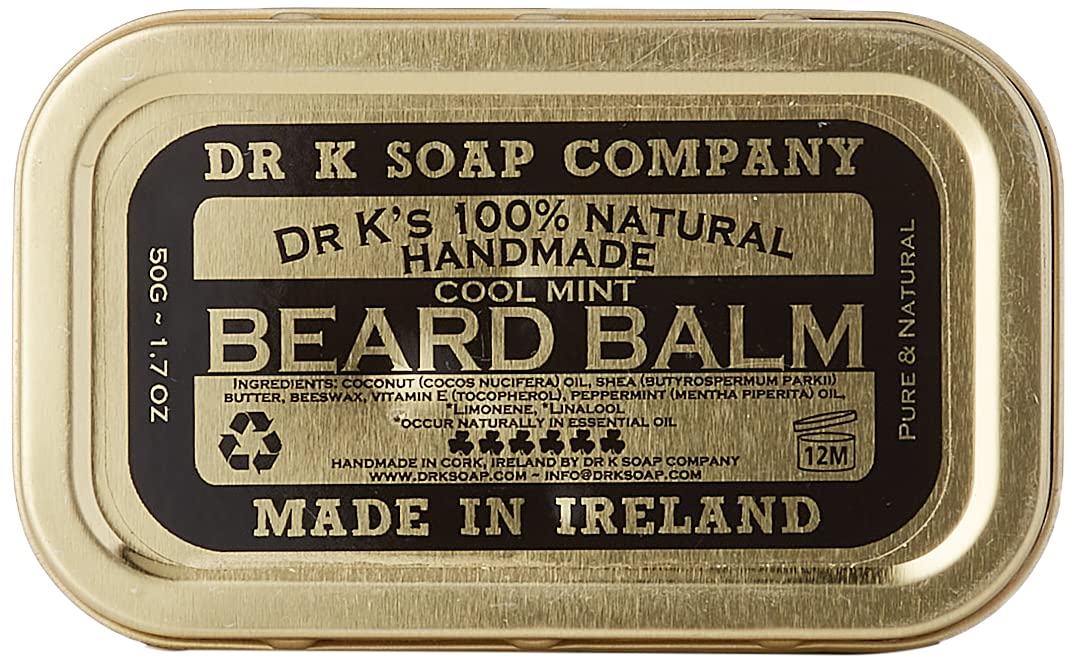 DR K SOAP COMPANY
DR K'S 100% NATURAL
HANDMADE
COOL MINT
BEARD BALM
INGREDIENTS: COCONUT (COCOS NUCIFERA) OIL, SHEA (BUTYROSPERMUM PARKII)
BUTTER, BEESWAX, VITAMIN E (TOCOPHEROL), PEPPERMINT (MENTHA PIPERITA) OIL,
*LIMONENE, *LINALOOL
*OCCUR NATURALLY IN ESSENTIAL OIL
12M
HANDMADE IN CORK, IRELAND BY DR K SOAP COMPANY
WWW.DRKSOAP.COM ~ INFO@DRKSOAP.COM
MADE IN IRELAND
50G ~ 1.7 OZ
PURE & NATURAL